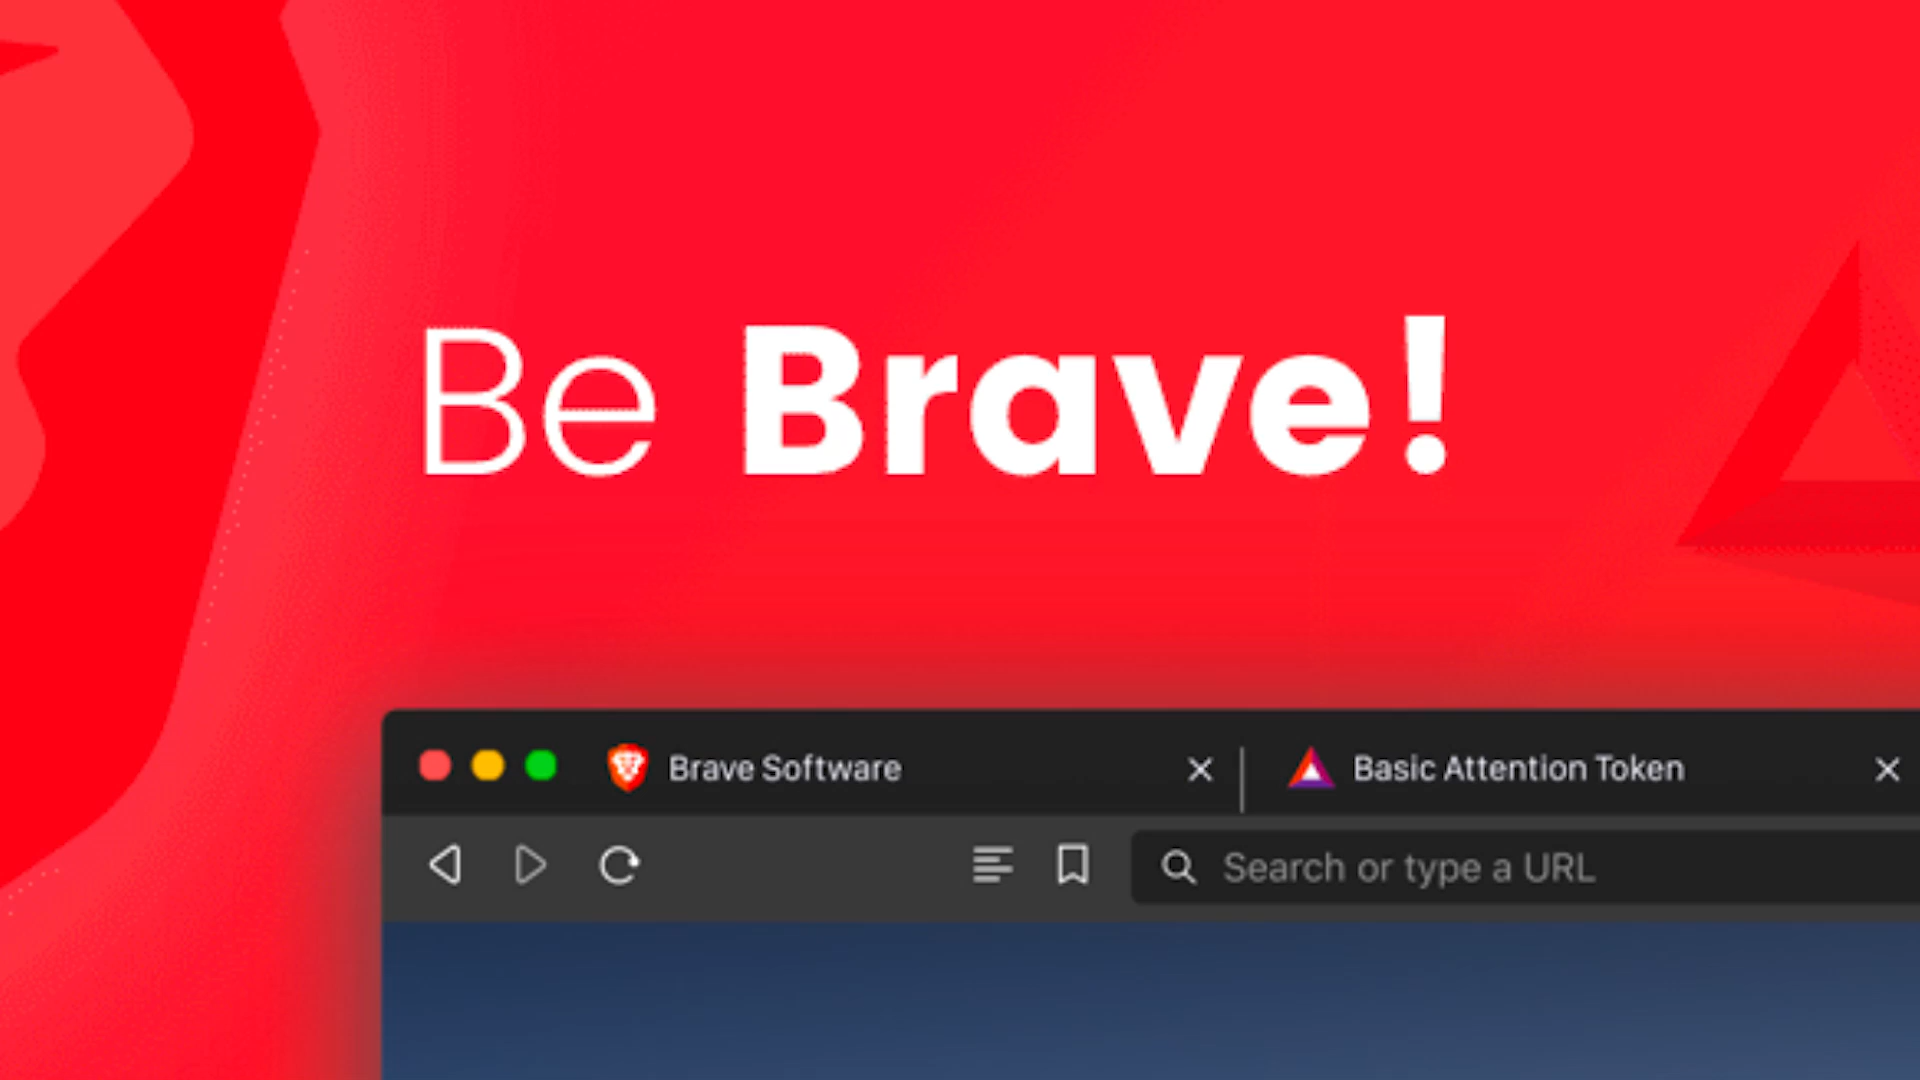 Be Brave!
Brave Software
Basic Attention Token
Search or type a URL